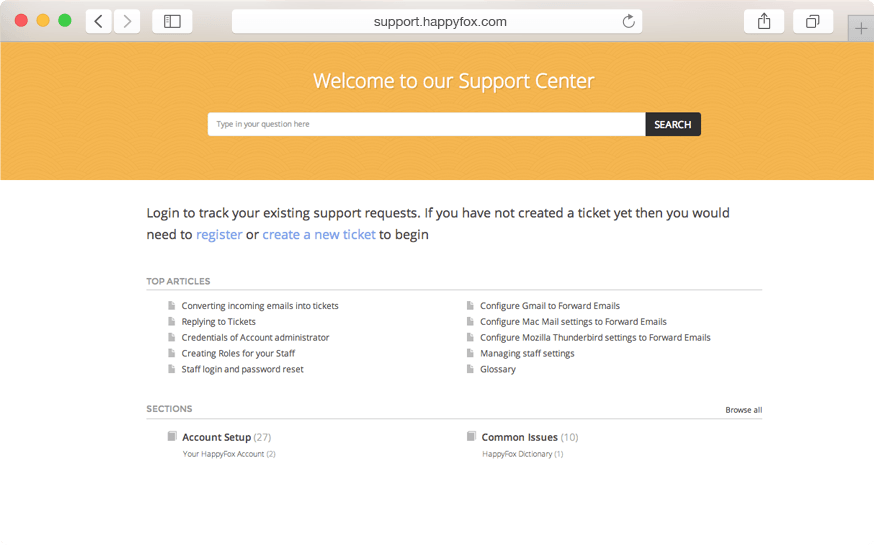 support.happyfox.com
Welcome to our Support Center
Type in your question here
SEARCH
Login to track your existing support requests. If you have not created a ticket yet then you would
need to register or create a new ticket to begin
TOP ARTICLES
Converting incoming emails into tickets
Replying to Tickets
Credentials of Account administrator
Creating Roles for your Staff
Staff login and password reset
Configure Gmail to Forward Emails
Configure Mac Mail settings to Forward Emails
Configure Mozilla Thunderbird settings to Forward Emails
Managing staff settings
Glossary
SECTIONS
Browse all
Account Setup (27)
Your HappyFox Account (2)
Common Issues (10)
HappyFox Dictionary (1)